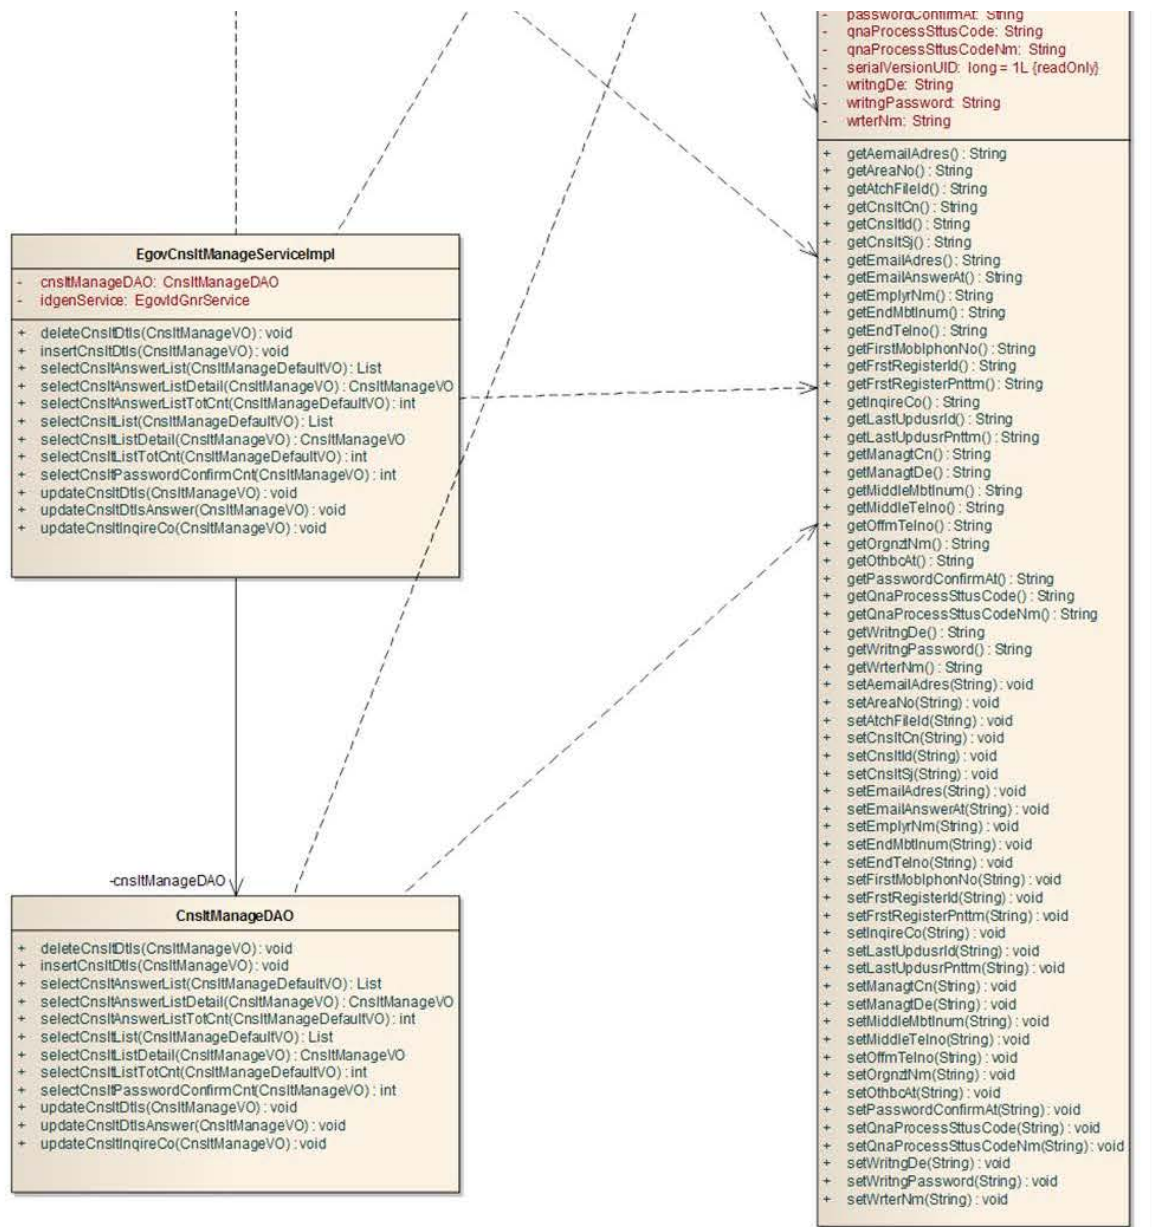 EgovCnsltManageServiceImpl
- cnsltManageDAO: CnsltManageDAO
- idgenService: EgovIdGnrService
+ deleteCnsltDtls(CnsltManageVO) : void
+ insertCnsltDtls(CnsltManageVO) : void
+ selectCnsltAnswerList(CnsltManageDefaultVO) : List
+ selectCnsltAnswerListDetail(CnsltManageVO) : CnsltManageVO
+ selectCnsltAnswerListTotCnt(CnsltManageDefaultVO) : int
+ selectCnsltList(CnsltManageDefaultVO) : List
+ selectCnsltListDetail(CnsltManageVO) : CnsltManageVO
+ selectCnsltListTotCnt(CnsltManageDefaultVO) : int
+ selectCnsltPasswordConfirmCnt(CnsltManageVO) : int
+ updateCnsltDtls(CnsltManageVO) : void
+ updateCnsltDtlsAnswer(CnsltManageVO) : void
+ updateCnsltInqireCo(CnsltManageVO) : void
-cnsltManageDAO
CnsltManageDAO
+ deleteCnsltDtls(CnsltManageVO) : void
+ insertCnsltDtls(CnsltManageVO) : void
+ selectCnsltAnswerList(CnsltManageDefaultVO) : List
+ selectCnsltAnswerListDetail(CnsltManageVO) : CnsltManageVO
+ selectCnsltAnswerListTotCnt(CnsltManageDefaultVO) : int
+ selectCnsltList(CnsltManageDefaultVO) : List
+ selectCnsltListDetail(CnsltManageVO) : CnsltManageVO
+ selectCnsltListTotCnt(CnsltManageDefaultVO) : int
+ selectCnsltPasswordConfirmCnt(CnsltManageVO) : int
+ updateCnsltDtls(CnsltManageVO) : void
+ updateCnsltDtlsAnswer(CnsltManageVO) : void
+ updateCnsltInqireCo(CnsltManageVO) : void
- passwordConfirmAt: String
- qnaProcessSttusCode: String
- qnaProcessSttusCodeNm: String
- serialVersionUID: long = 1L {readOnly}
- writngDe: String
- writngPassword: String
- wrterNm: String
+ getAemailAdres() : String
+ getAreaNo() : String
+ getAtchFileId() : String
+ getCnsltCn() : String
+ getCnsltId() : String
+ getCnsltSj() : String
+ getEmailAdres() : String
+ getEmailAnswerAt() : String
+ getEmplyrNm() : String
+ getEndMbtlnum() : String
+ getEndTelno() : String
+ getFirstMoblphonNo() : String
+ getFrstRegisterId() : String
+ getFrstRegisterPnttm() : String
+ getInqireCo() : String
+ getLastUpdusrId() : String
+ getLastUpdusrPnttm() : String
+ getManagtCn() : String
+ getManagtDe() : String
+ getMiddleMbtlnum() : String
+ getMiddleTelno() : String
+ getOffmTelno() : String
+ getOrgnztNm() : String
+ getOthbcAt() : String
+ getPasswordConfirmAt() : String
+ getQnaProcessSttusCode() : String
+ getQnaProcessSttusCodeNm() : String
+ getWritngDe() : String
+ getWritngPassword() : String
+ getWrterNm() : String
+ setAemailAdres(String) : void
+ setAreaNo(String) : void
+ setAtchFileId(String) : void
+ setCnsltCn(String) : void
+ setCnsltId(String) : void
+ setCnsltSj(String) : void
+ setEmailAdres(String) : void
+ setEmailAnswerAt(String) : void
+ setEmplyrNm(String) : void
+ setEndMbtlnum(String) : void
+ setEndTelno(String) : void
+ setFirstMoblphonNo(String) : void
+ setFrstRegisterId(String) : void
+ setFrstRegisterPnttm(String) : void
+ setInqireCo(String) : void
+ setLastUpdusrId(String) : void
+ setLastUpdusrPnttm(String) : void
+ setManagtCn(String) : void
+ setManagtDe(String) : void
+ setMiddleMbtlnum(String) : void
+ setMiddleTelno(String) : void
+ setOffmTelno(String) : void
+ setOrgnztNm(String) : void
+ setOthbcAt(String) : void
+ setPasswordConfirmAt(String) : void
+ setQnaProcessSttusCode(String) : void
+ setQnaProcessSttusCodeNm(String) : void
+ setWritngDe(String) : void
+ setWritngPassword(String) : void
+ setWrterNm(String) : void